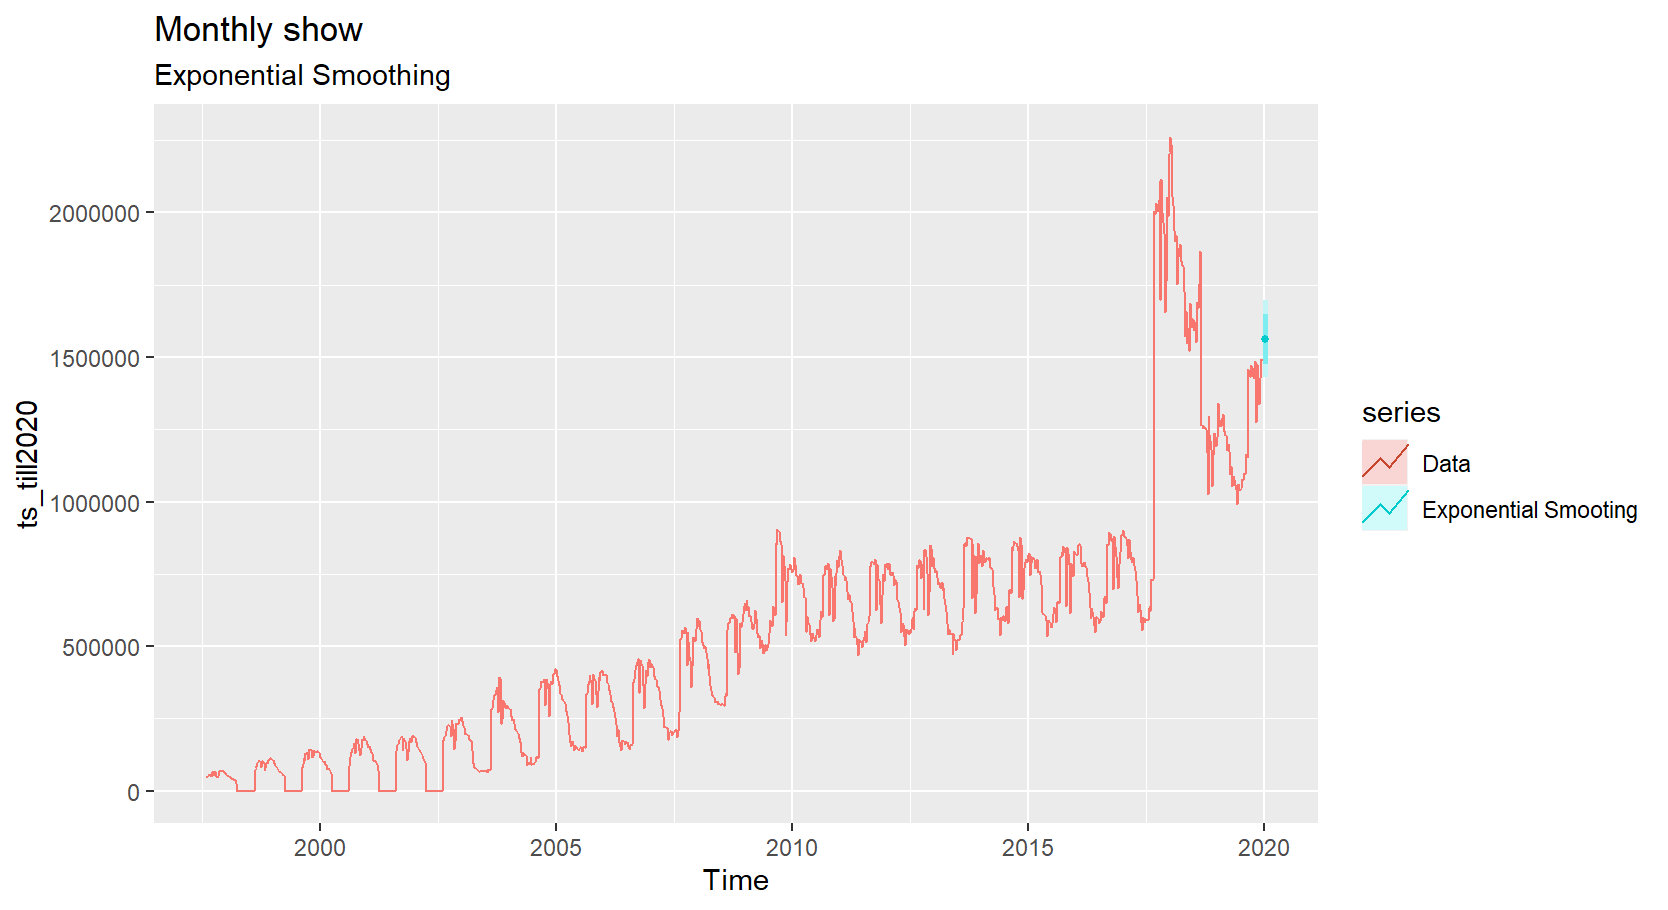 Monthly show
Exponential Smoothing
ts_till2020
2000000
1500000
1000000
500000
0
2000
2005
2010
2015
2020
Time
series
Data
Exponential Smooting